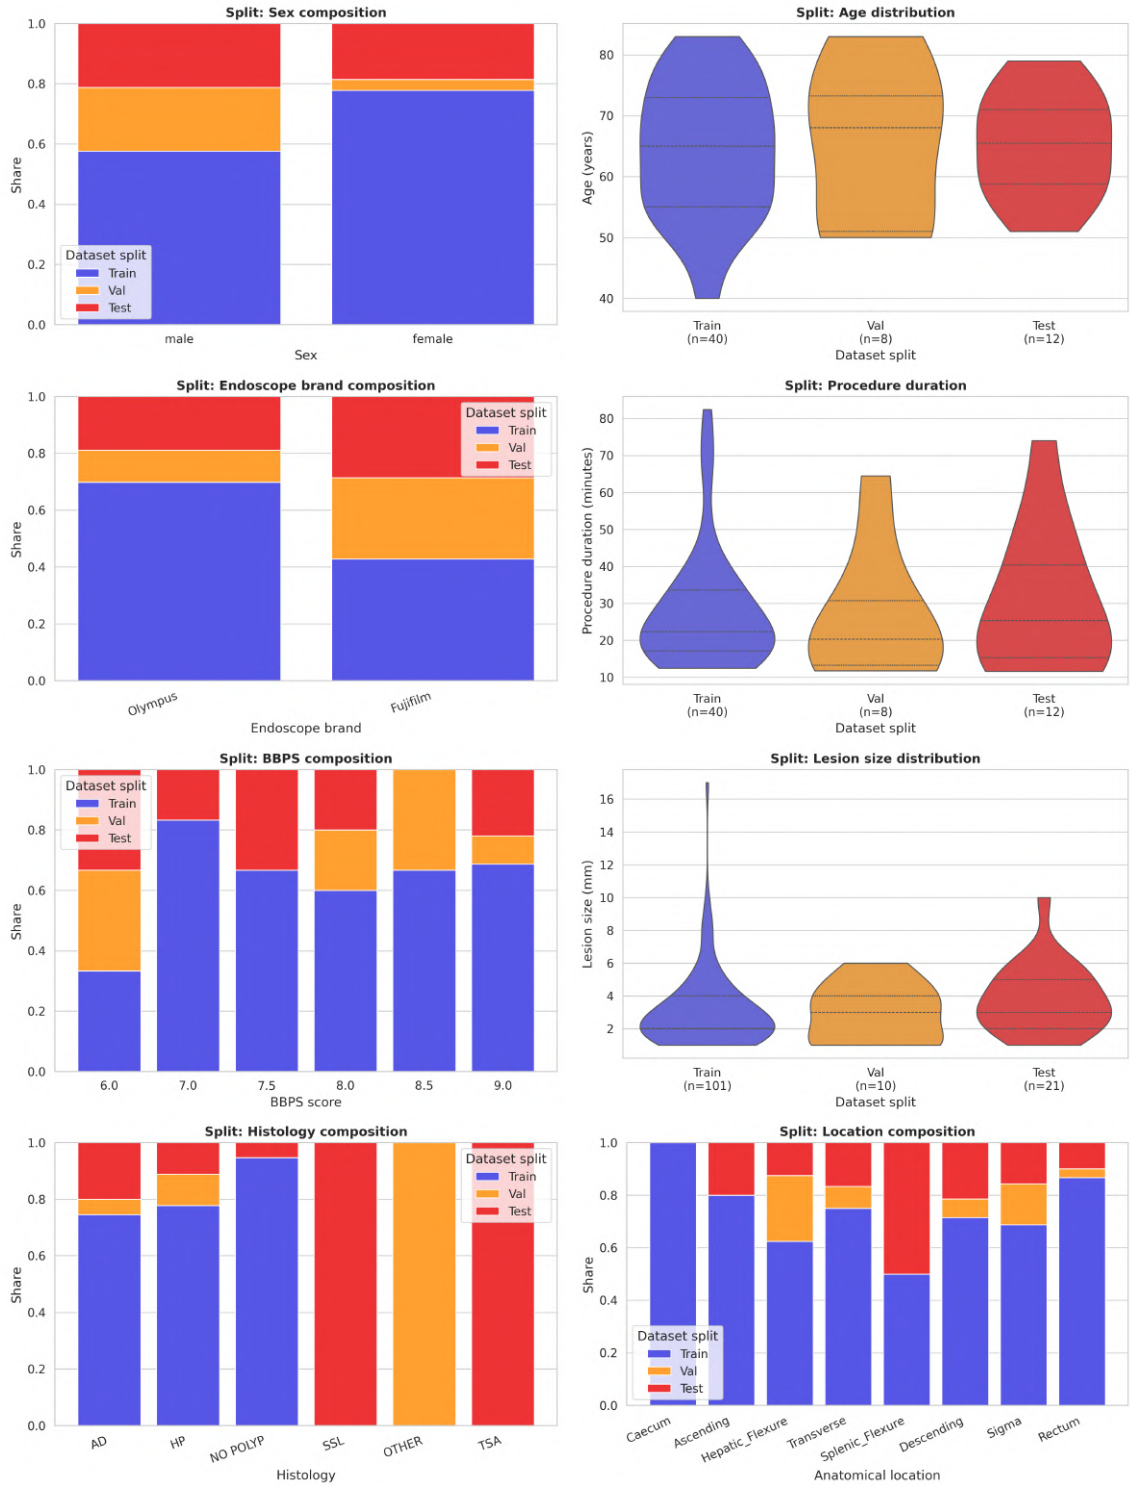 Split: Sex composition
1.0
0.8
0.6
0.4
0.2
0.0
Share
Dataset split
Train
Val
Test
male
female
Sex
Split: Age distribution
80
70
60
50
40
Age (years)
Train
(n=40)
Val
(n=8)
Test
(n=12)
Dataset split
Split: Endoscope brand composition
1.0
0.8
0.6
0.4
0.2
0.0
Share
Dataset split
Train
Val
Test
Olympus
Fujifilm
Endoscope brand
Split: Procedure duration
80
70
60
50
40
30
20
10
Procedure duration (minutes)
Train
(n=40)
Val
(n=8)
Test
(n=12)
Dataset split
Split: BBPS composition
1.0
0.8
0.6
0.4
0.2
0.0
Share
Dataset split
Train
Val
Test
6.0
7.0
7.5
8.0
8.5
9.0
BBPS score
Split: Lesion size distribution
16
14
12
10
8
6
4
2
Lesion size (mm)
Train
(n=101)
Val
(n=10)
Test
(n=21)
Dataset split
Split: Histology composition
1.0
0.8
0.6
0.4
0.2
0.0
Share
Dataset split
Train
Val
Test
AD
HP
NO POLYP
SSL
OTHER
TSA
Histology
Split: Location composition
1.0
0.8
0.6
0.4
0.2
0.0
Share
Dataset split
Train
Val
Test
Caecum
Ascending
Hepatic_Flexure
Transverse
Splenic_Flexure
Descending
Sigma
Rectum
Anatomical location